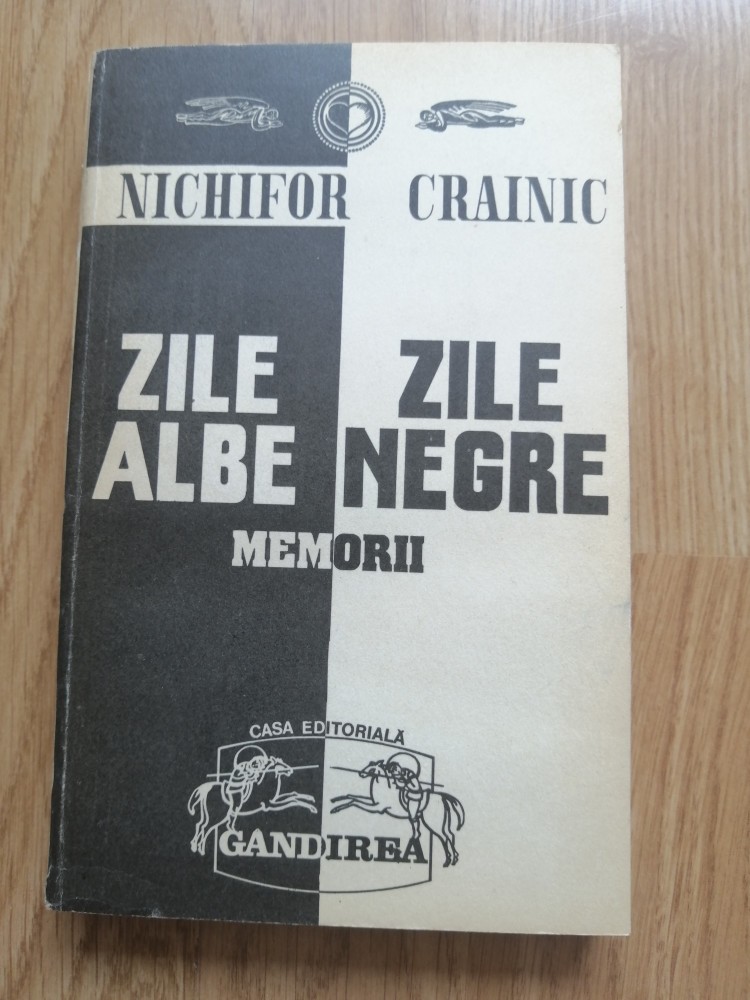 NICHIFOR CRAINIC
ZILE ALBE
ZILE NEGRE
MEMORII
CASA EDITORIALĂ
GANDIREA